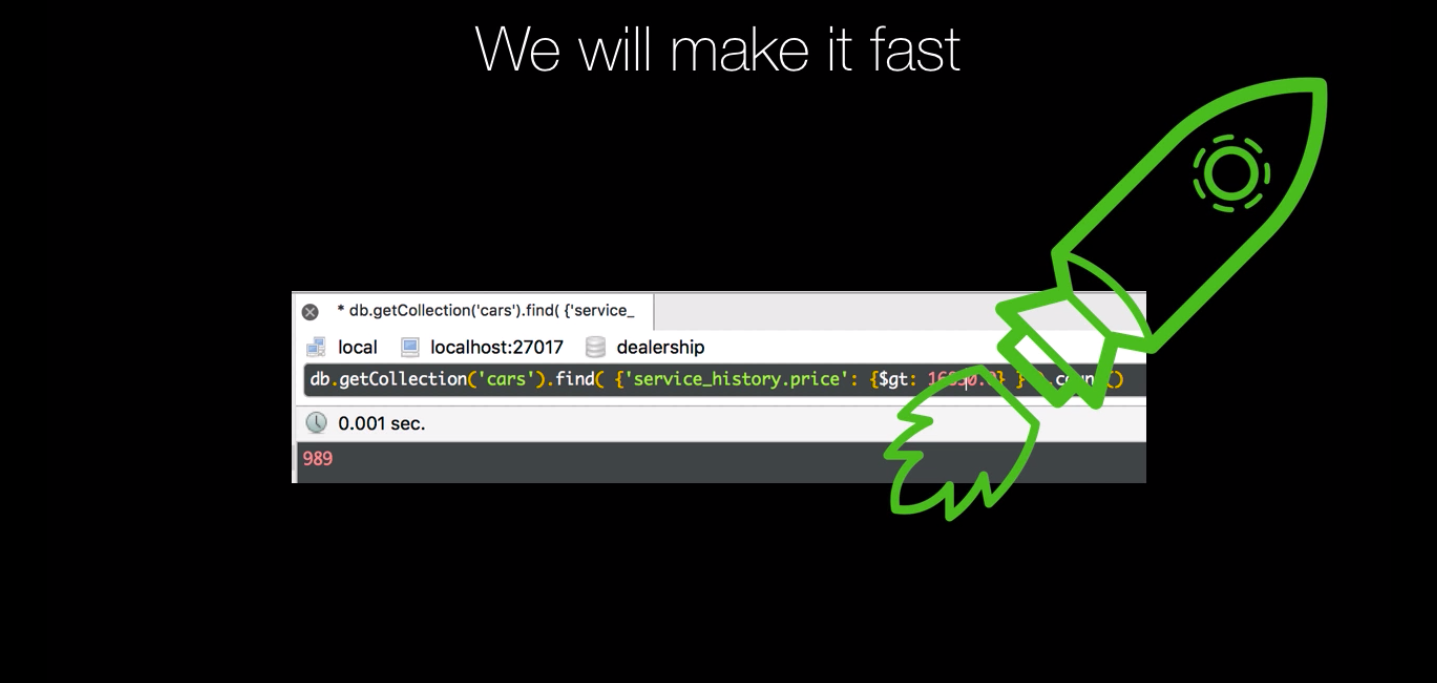 We will make it fast
* db.getCollection('cars').find( {'service_
local localhost:27017 dealership
db.getCollection('cars').find( {'service_history.price': {$gt: } } ).count()
0.001 sec.
989